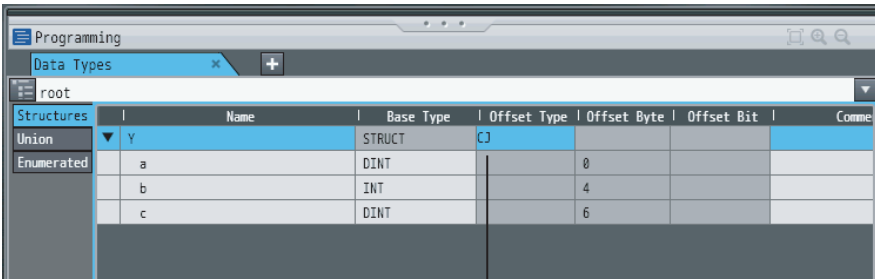 Programming
Data Types × +
root
Structures Name Base Type Offset Type Offset Byte Offset Bit Comme
Union Y STRUCT CJ
Enumerated a DINT 0
b INT 4
c DINT 6